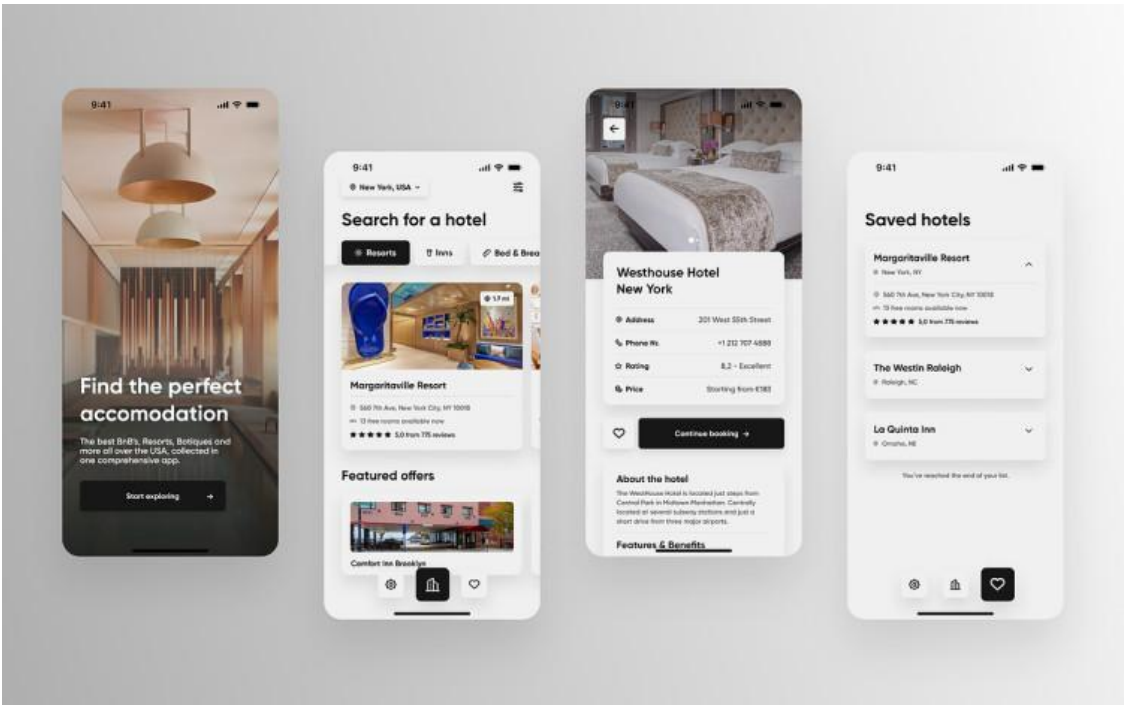 9:41
Find the perfect
accomodation
The best BnB's, Resorts, Botiques and
more all over the USA, collected in
one comprehensive app.
Start exploring →
9:41
New York, USA
Search for a hotel
Resorts
Inns
Bed & Brea
1.9 mi
Margaritaville Resort
560 7th Ave, New York City, NY 10018
13 free rooms available now
★★★★★ 5.0 from 775 reviews
Featured offers
Comfort Inn Brooklyn
9:41
←
Westhouse Hotel
New York
Address 201 West 55th Street
Phone Nr. +1 212 707 4888
Rating 8,2 - Excellent
Price Starting from €180
Continue booking →
About the hotel
The WestHouse Hotel is located just steps from
Central Park in Midtown Manhattan. Centrally
located at several subway stations and just a
short drive from three major airports.
Features & Benefits
9:41
Saved hotels
Margaritaville Resort
New York, NY
560 7th Ave, New York City, NY 10018
13 free rooms available now
★★★★★ 5.0 from 775 reviews
The Westin Raleigh
Raleigh, NC
La Quinta Inn
Omaha, NE
You've reached the end of your list.